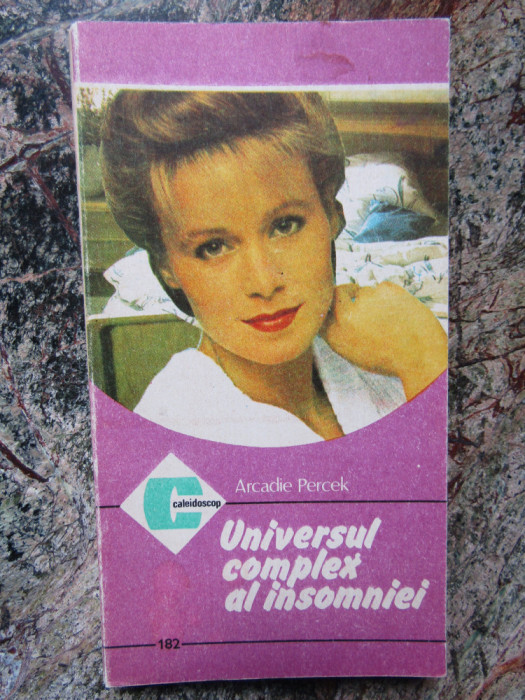 Arcadie Percek
caleidoscop
Universul
complex
al insomniei
182